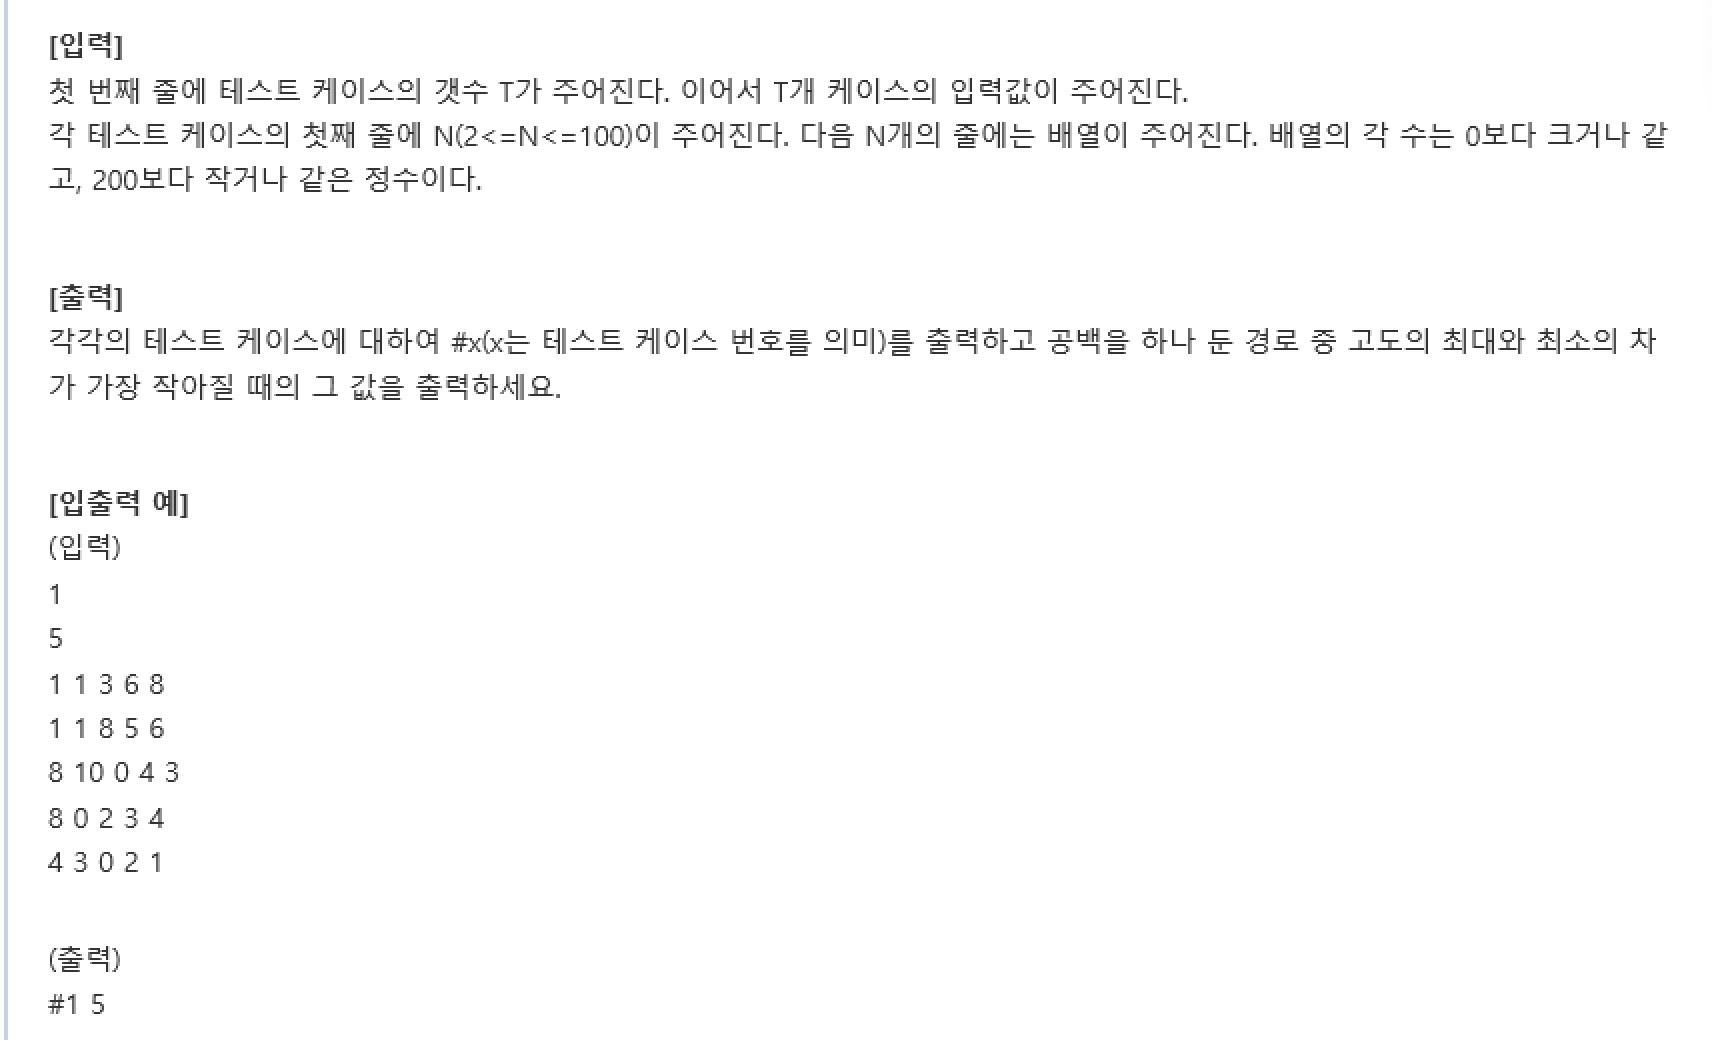 [입력]
첫 번째 줄에 테스트 케이스의 갯수 T가 주어진다. 이어서 T개 케이스의 입력값이 주어진다.
각 테스트 케이스의 첫째 줄에 N(2<=N<=100)이 주어진다. 다음 N개의 줄에는 배열이 주어진다. 배열의 각 수는 0보다 크거나 같
고, 200보다 작거나 같은 정수이다.
[출력]
각각의 테스트 케이스에 대하여 #x(x는 테스트 케이스 번호를 의미)를 출력하고 공백을 하나 둔 경로 중 고도의 최대와 최소의 차
가 가장 작아질 때의 그 값을 출력하세요.
[입출력 예]
(입력)
1
5
1 1 3 6 8
1 1 8 5 6
8 10 0 4 3
8 0 2 3 4
4 3 0 2 1
(출력)
#1 5